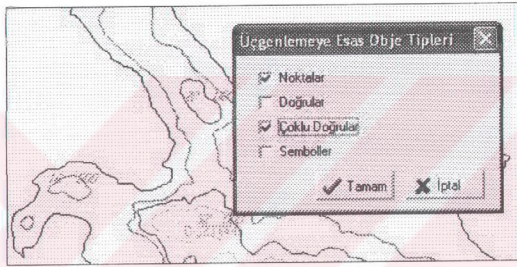 Üçgenlemeye Esas Obje Tipleri
Noktalar
Doğrular
Çoklu Doğrular
Semboller
Tamam
İptal